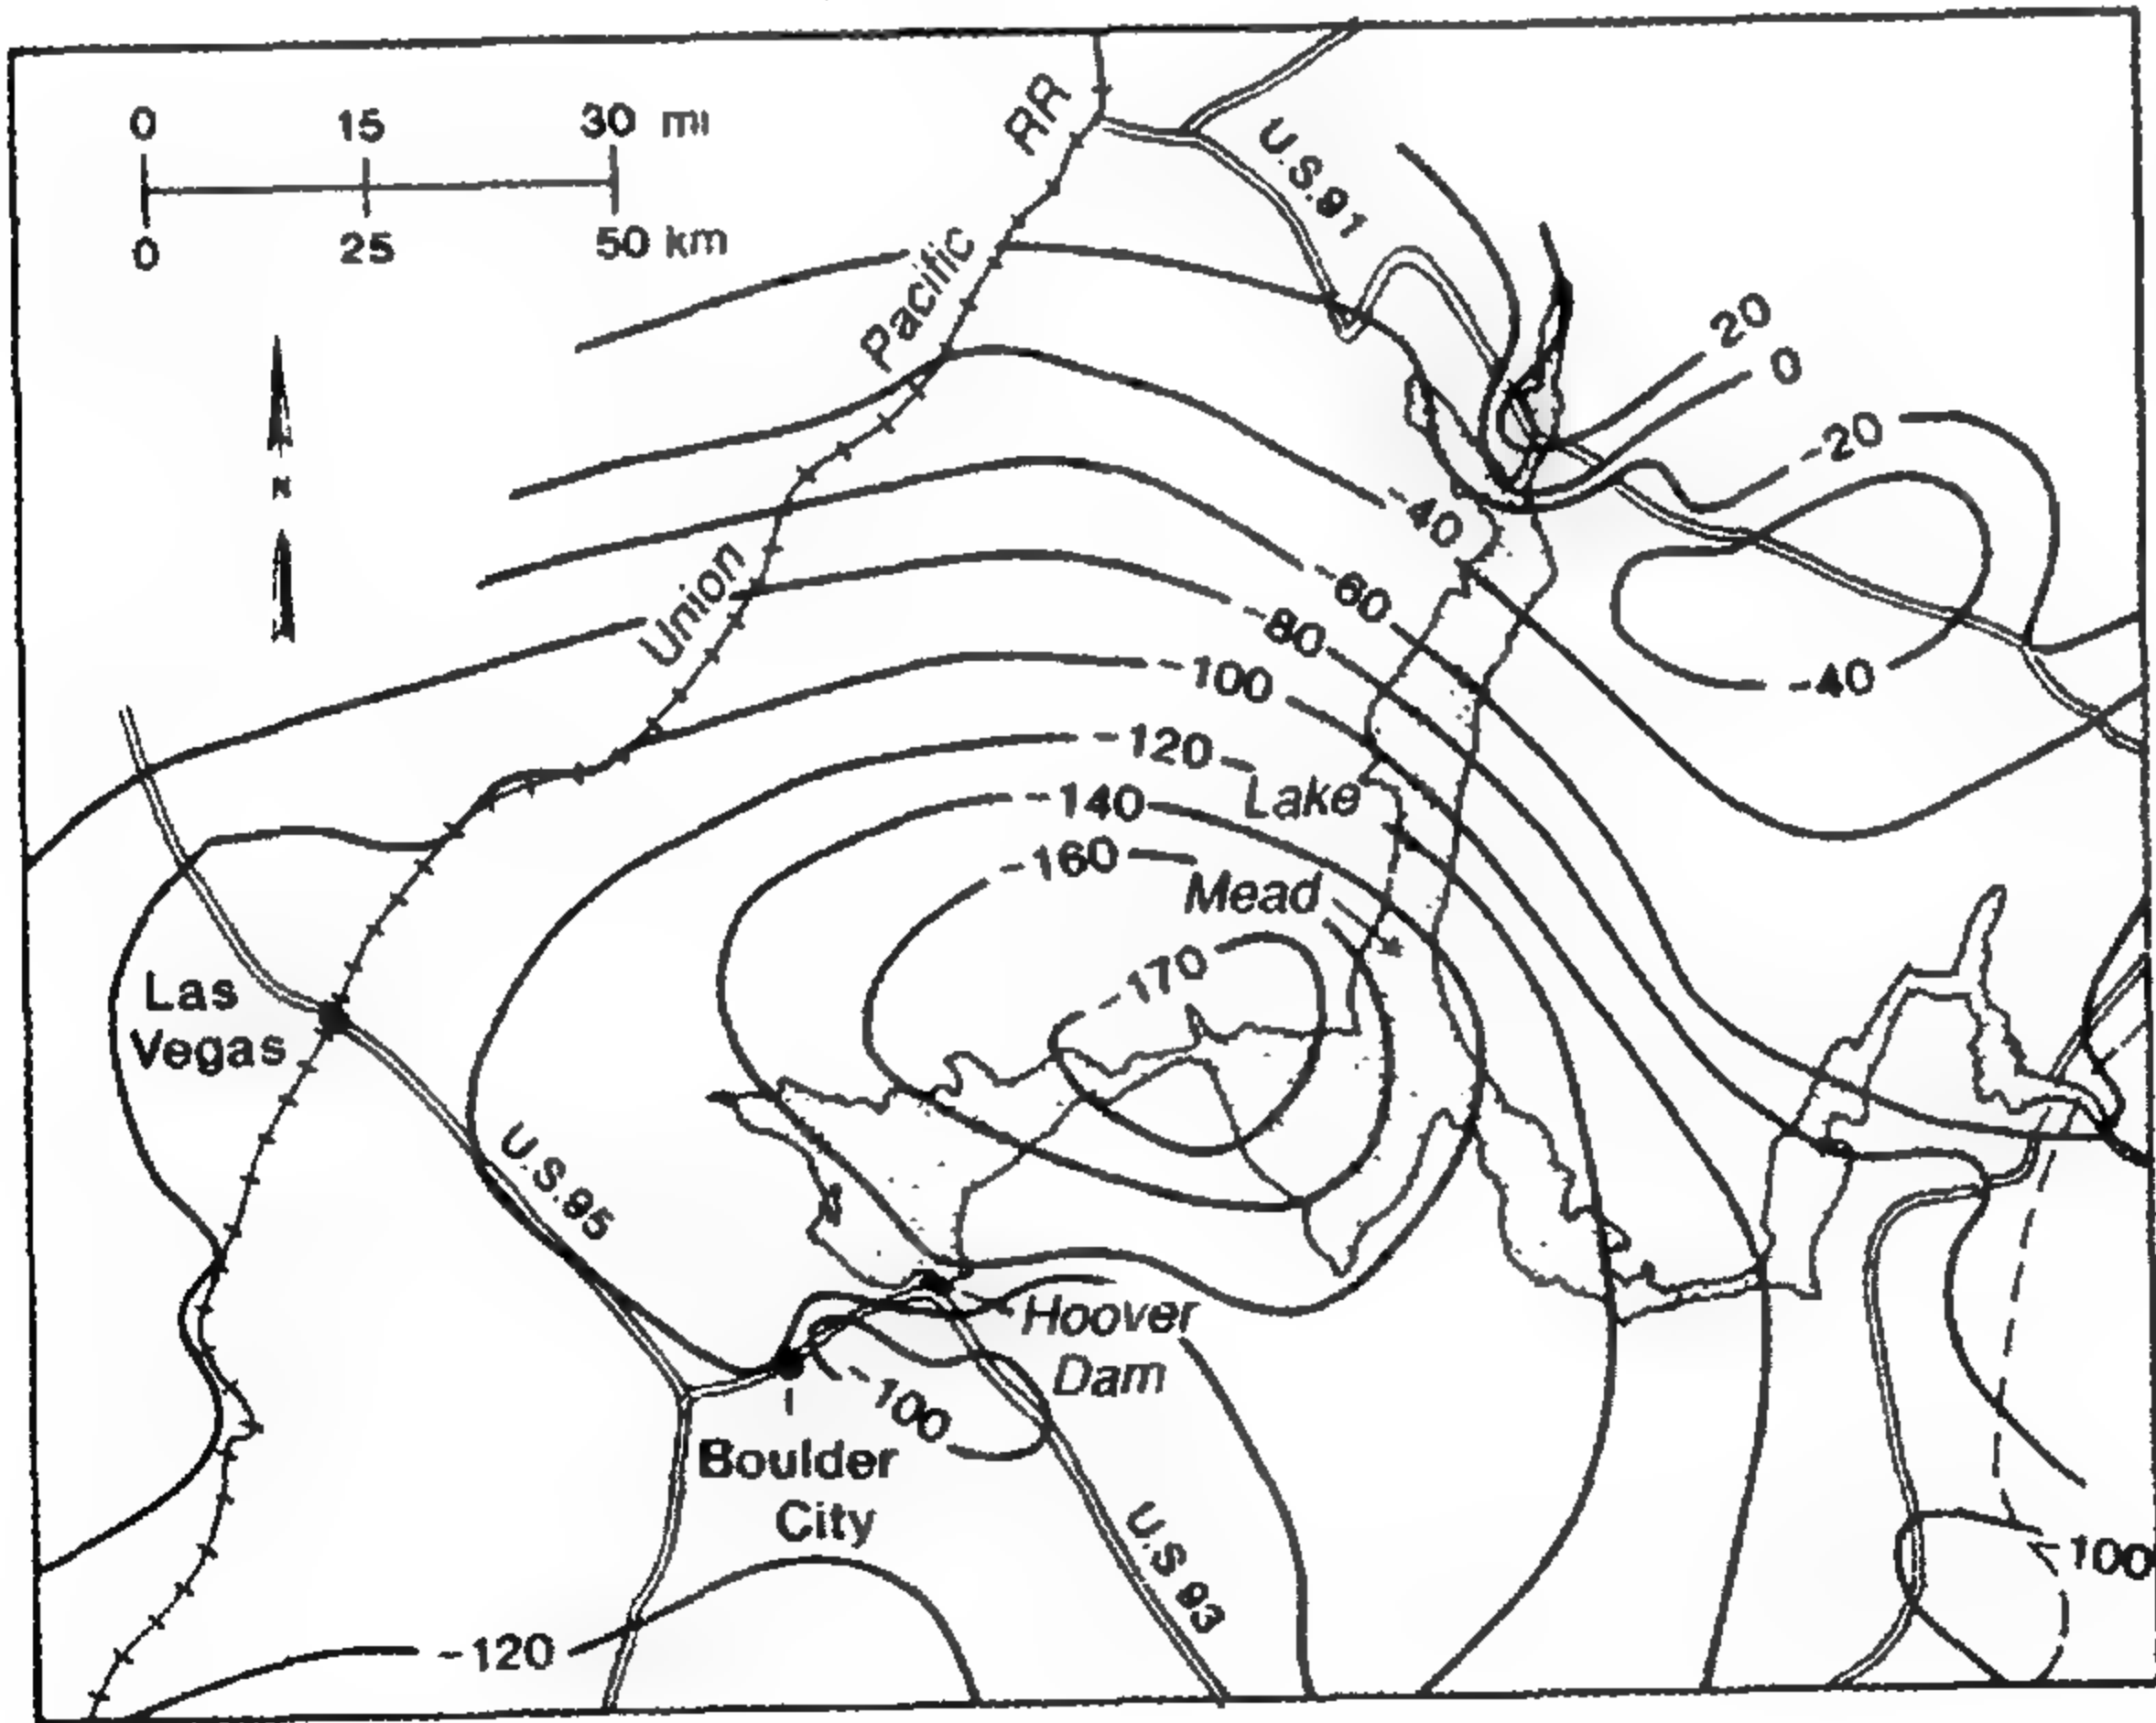 0 15 30 mi
0 25 50 km
N
RR
Pacific
Union
U.S.91
20
0
-20
-40
-40
-60
-80
-100
-120
-140
-160
-170
Lake
Mead
Las
Vegas
U.S.95
Hoover
Dam
-100
Boulder
City
U.S 93
-100
-120